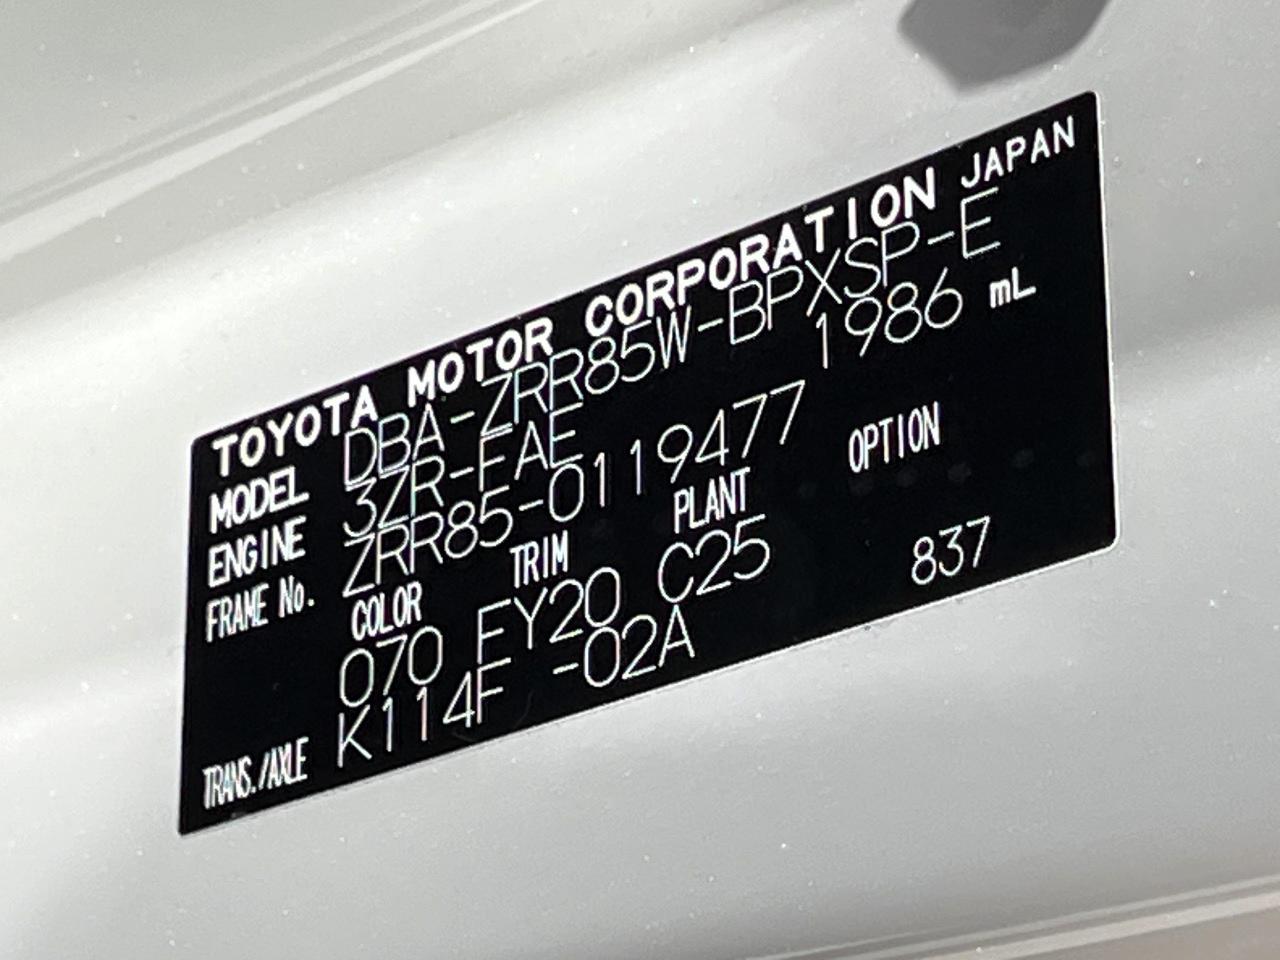 TOYOTA MOTOR CORPORATION JAPAN
MODEL DBA-ZRR85W-BPXSP-E
ENGINE 3ZR-FAE 1986 mL
FRAME No. ZRR85-0119477
COLOR TRIM PLANT OPTION
070 FY20 C25 837
TRANS./AXLE K114F -02A